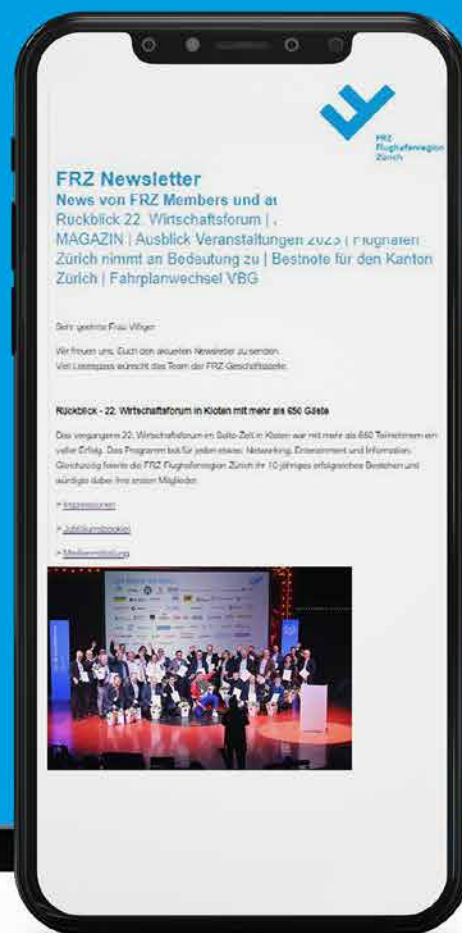 FRZ
Flughafenregion
Zürich
FRZ Newsletter
News von FRZ Members und
Rückblick 22. Wirtschaftsforum |
MAGAZIN | Ausblick Veranstaltungen 2023 | Flughafen
Zürich nimmt an Bedeutung zu | Bestnote für den Kanton
Zürich | Fahrplanwechsel VBG
Sehr geehrte Frau
Wir freuen uns, Euch den aktuellen Newsletter zu senden.
Viel Lesespass wünscht das Team der FRZ Geschäftsstelle.
Rückblick - 22. Wirtschaftsforum in Kloten mit mehr als 650 Gäste
Das vergangene 22. Wirtschaftsforum im Salto-Zelt in Kloten war mit mehr als 650 Teilnehmern ein
voller Erfolg. Das Programm bot für jeden etwas: Networking, Entertainment und Information.
Gleichzeitig feierte die FRZ Flughafenregion Zürich ihr 10-jähriges erfolgreiches Bestehen und
würdigte dabei ihre ersten Mitglieder.
> Impressionen
> Jubiläumsbooklet
> Medienmitteilung